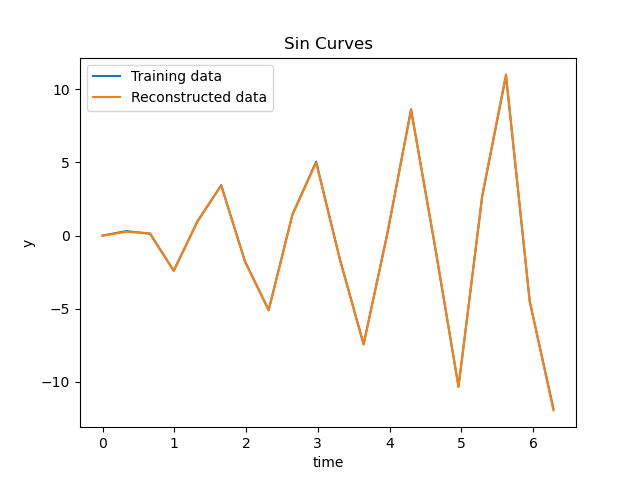 Sin Curves
Training data
Reconstructed data
10
5
0
−5
−10
y
0 1 2 3 4 5 6
time